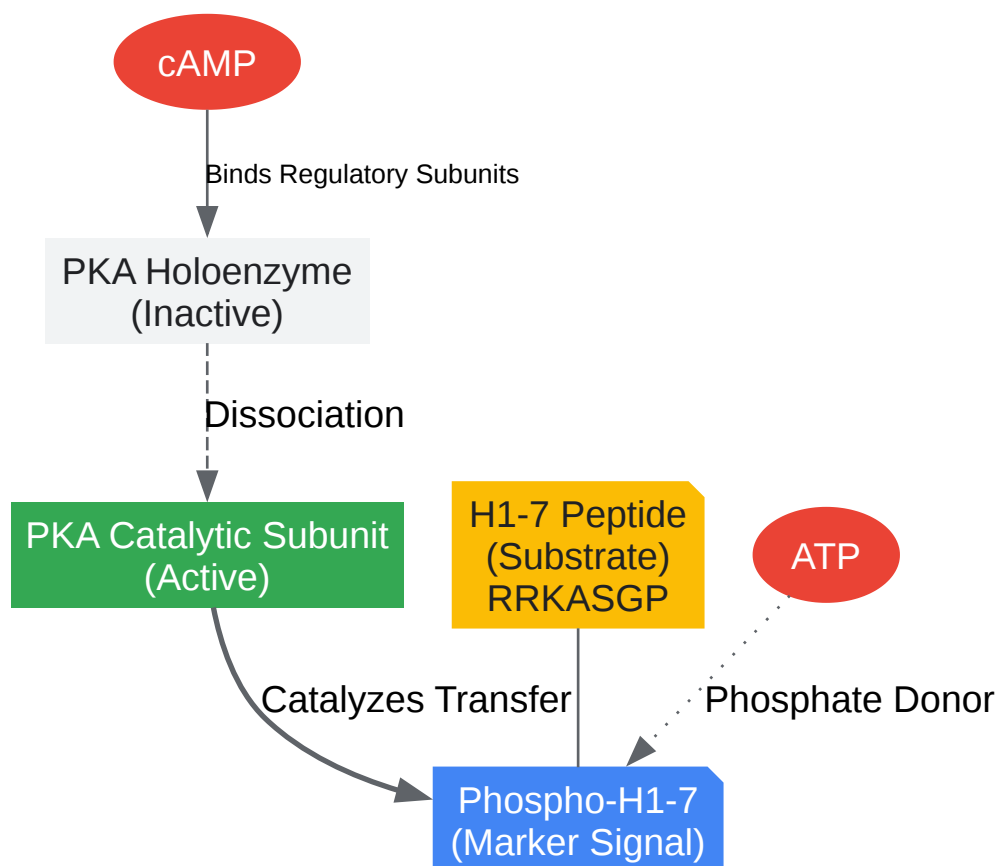 cAMP
Binds Regulatory Subunits
PKA Holoenzyme
(Inactive)
Dissociation
PKA Catalytic Subunit
(Active)
H1-7 Peptide
(Substrate)
RRKASGP
ATP
Catalyzes Transfer
Phosphate Donor
Phospho-H1-7
(Marker Signal)